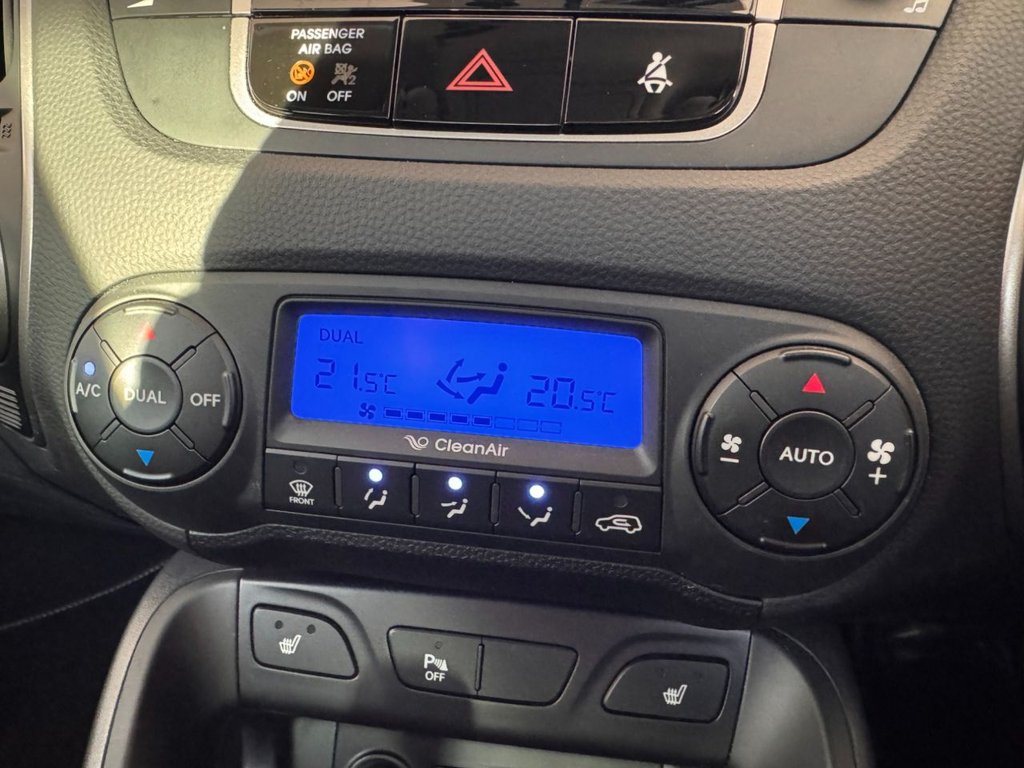 PASSENGER
AIR BAG
ON OFF
DUAL
21.5°C
20.5°C
CleanAir
A/C
DUAL
OFF
AUTO
FRONT
P
OFF